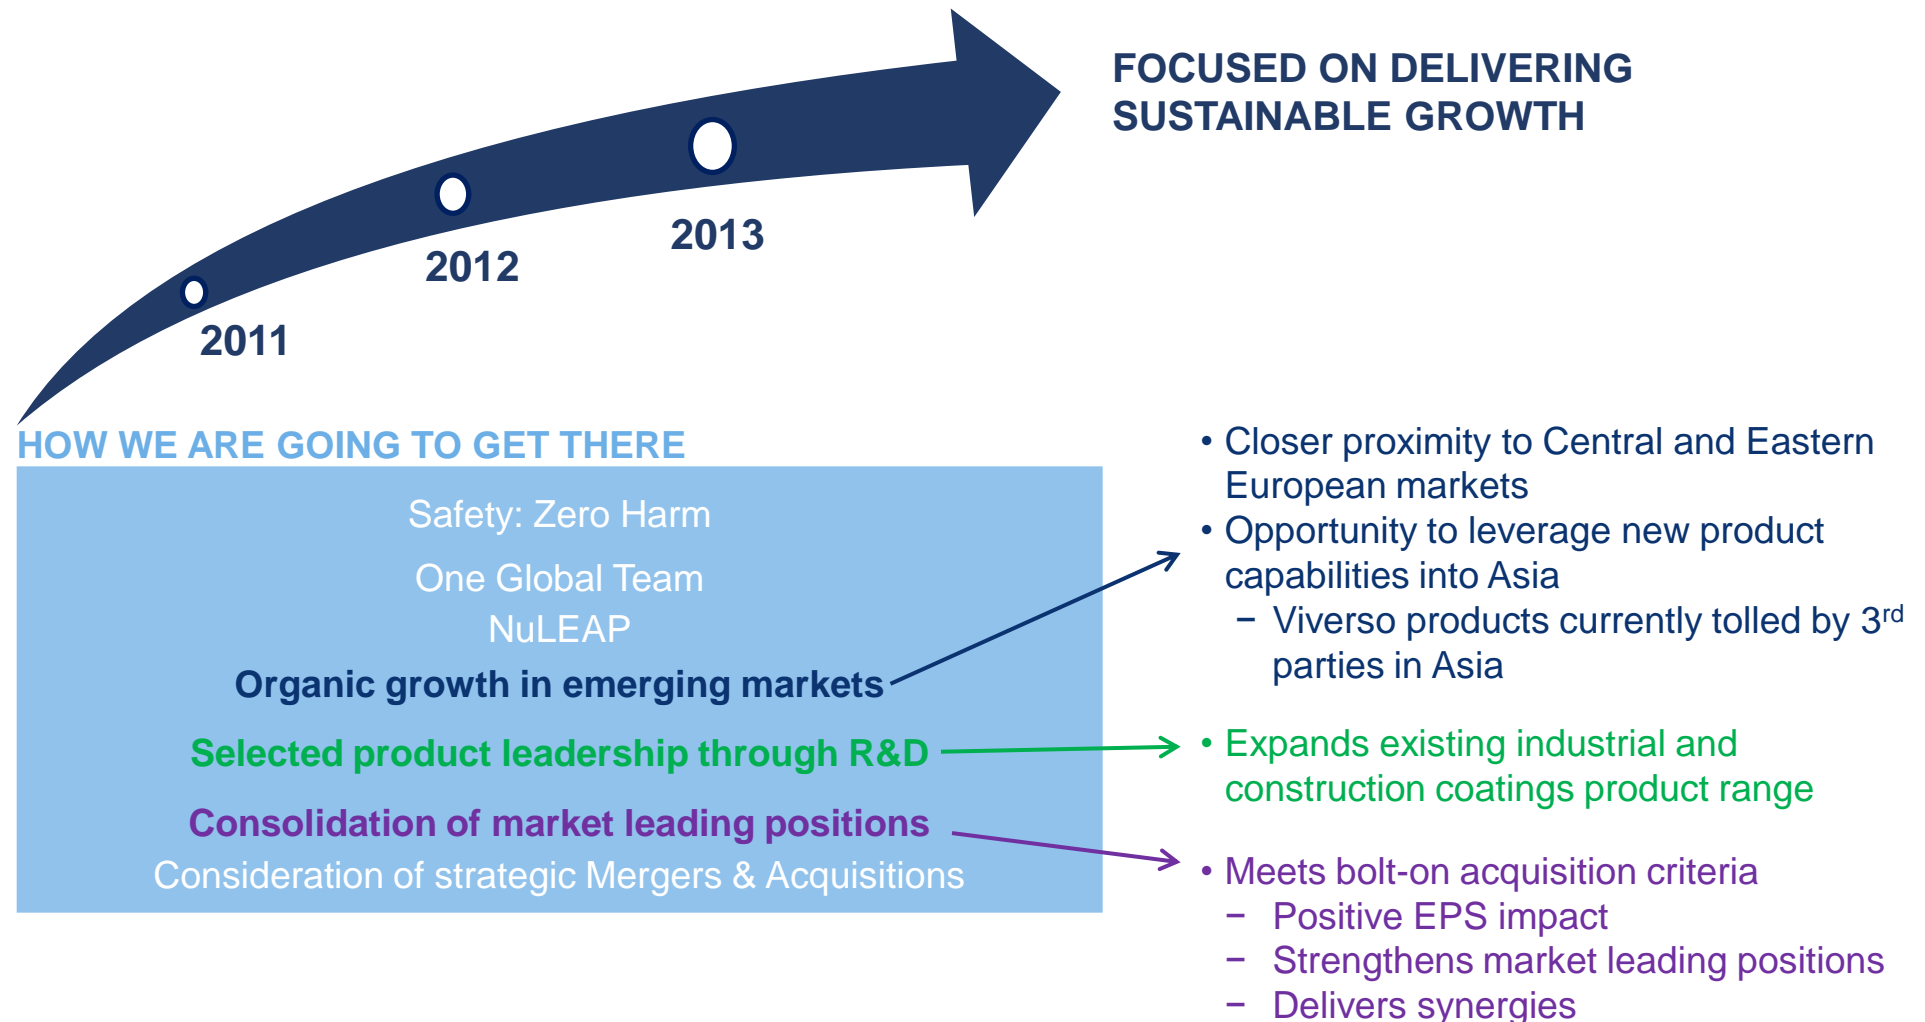 FOCUSED ON DELIVERING
SUSTAINABLE GROWTH
2013
2012
2011
HOW WE ARE GOING TO GET THERE
Safety: Zero Harm
One Global Team
NuLEAP
Organic growth in emerging markets
Selected product leadership through R&D
Consolidation of market leading positions
Consideration of strategic Mergers & Acquisitions
• Closer proximity to Central and Eastern
European markets
• Opportunity to leverage new product
capabilities into Asia
− Viverso products currently tolled by 3rd
parties in Asia
• Expands existing industrial and
construction coatings product range
• Meets bolt-on acquisition criteria
− Positive EPS impact
− Strengthens market leading positions
− Delivers synergies